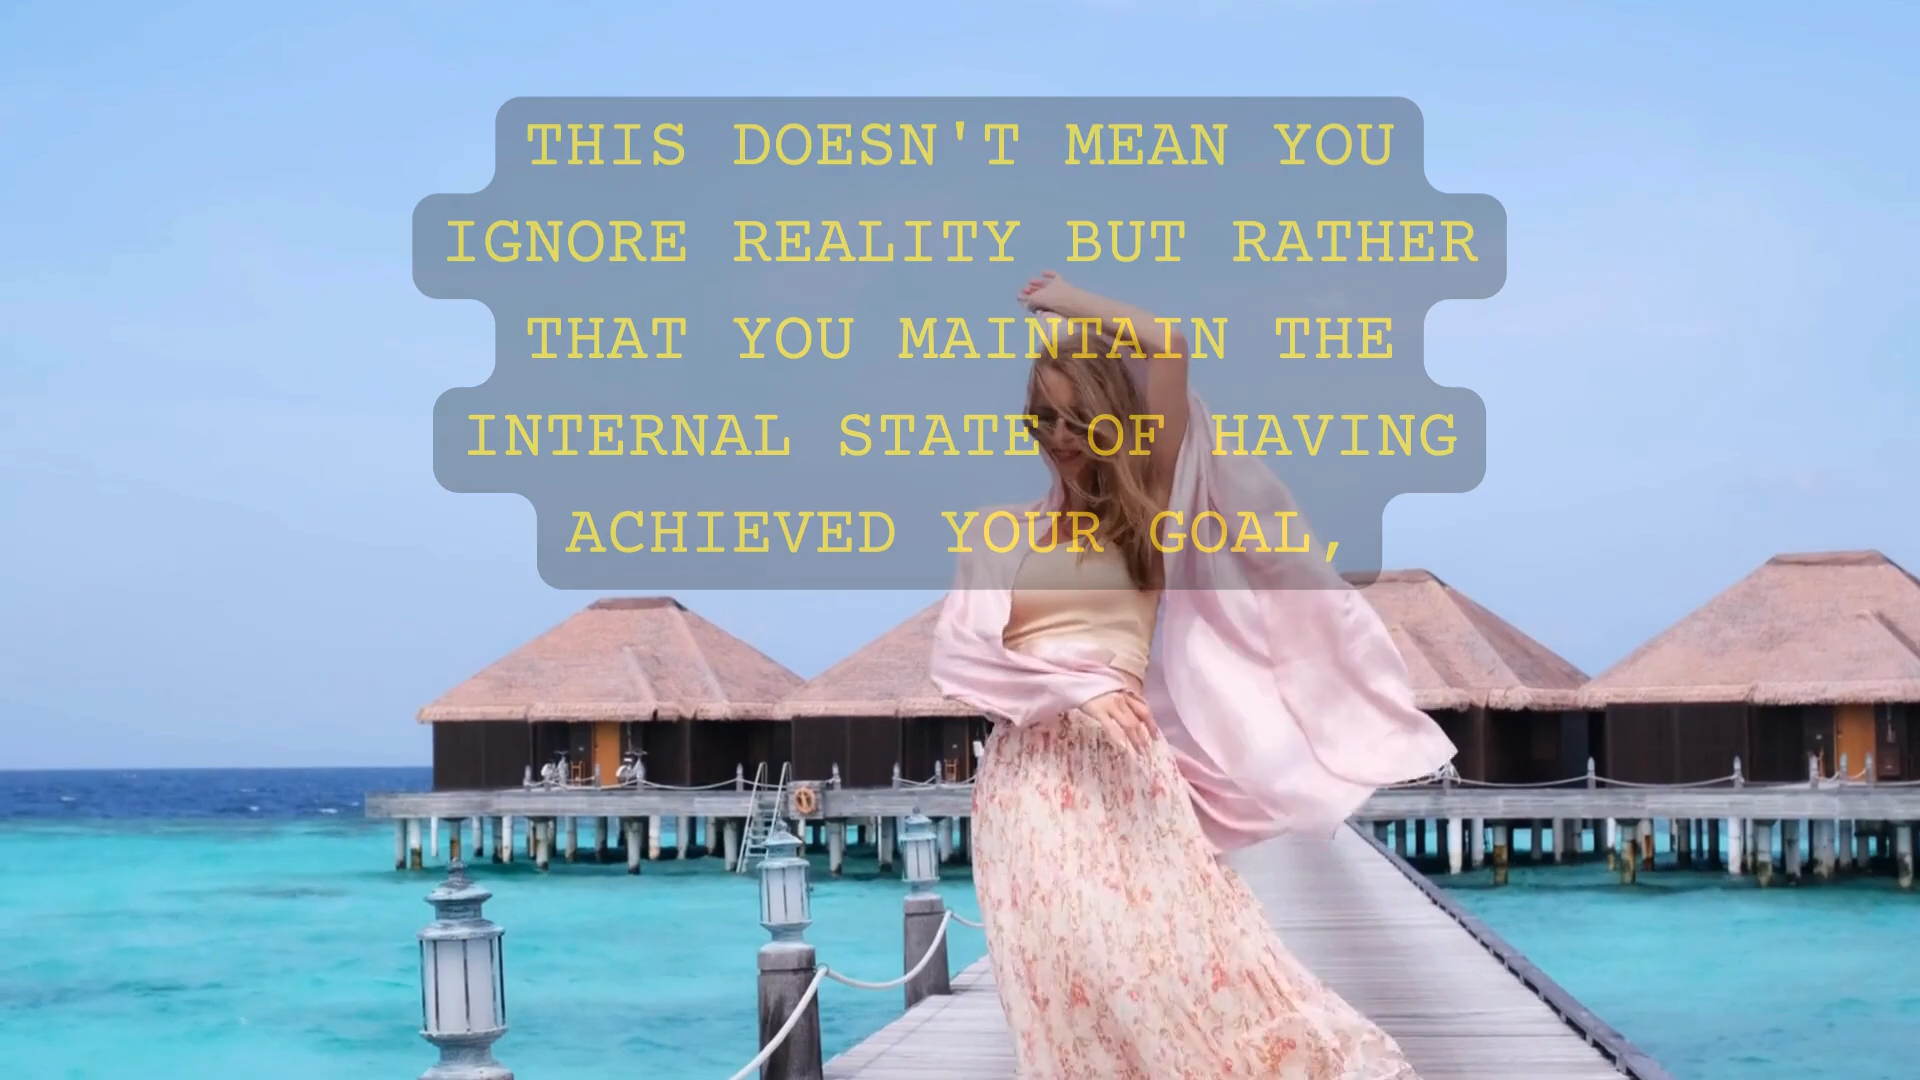 THIS DOESN'T MEAN YOU
IGNORE REALITY BUT RATHER
THAT YOU MAINTAIN THE
INTERNAL STATE OF HAVING
ACHIEVED YOUR GOAL,